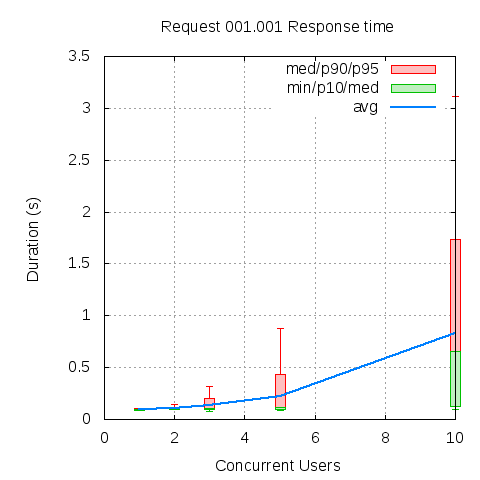 Request 001.001 Response time
3.5
3
2.5
2
1.5
1
0.5
0
med/p90/p95
min/p10/med
avg
Duration (s)
0 2 4 6 8 10
Concurrent Users